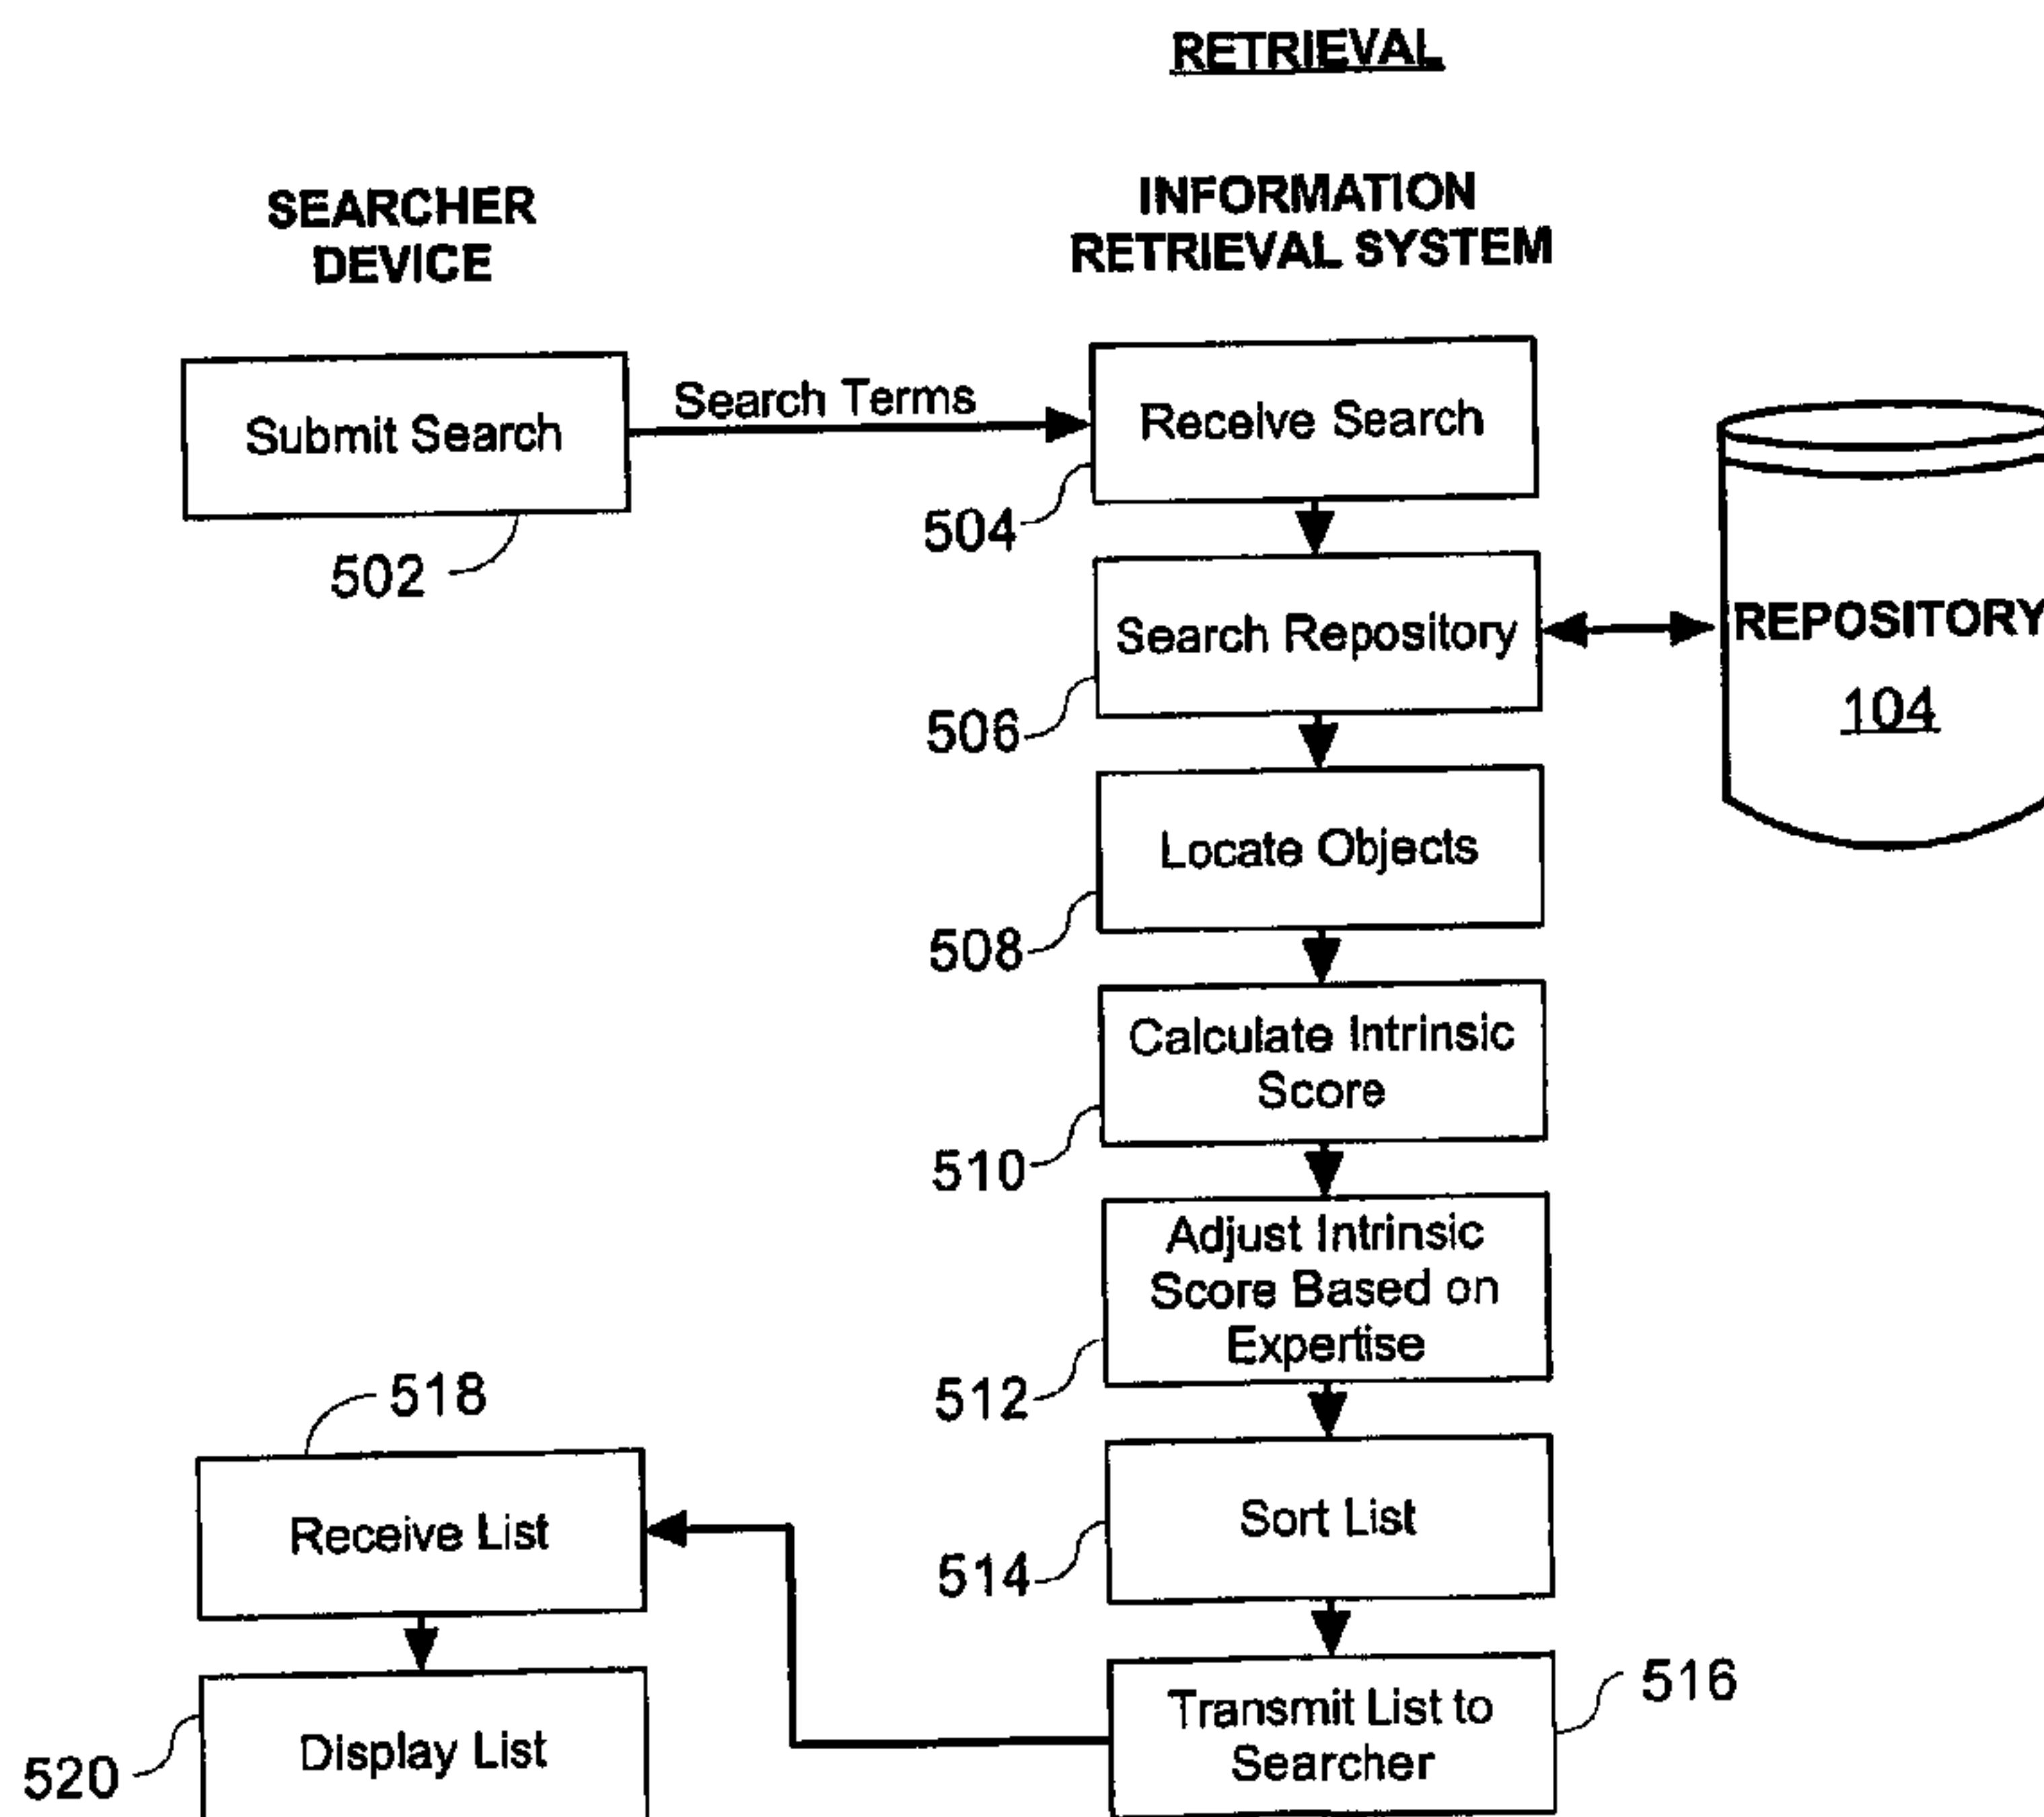 RETRIEVAL
SEARCHER
DEVICE
INFORMATION
RETRIEVAL SYSTEM
Submit Search
502
Search Terms
Receive Search
504
Search Repository
506
REPOSITORY
104
Locate Objects
508
Calculate Intrinsic
Score
510
Adjust Intrinsic
Score Based on
Expertise
512
Sort List
514
Transmit List to
Searcher
516
518
Receive List
Display List
520